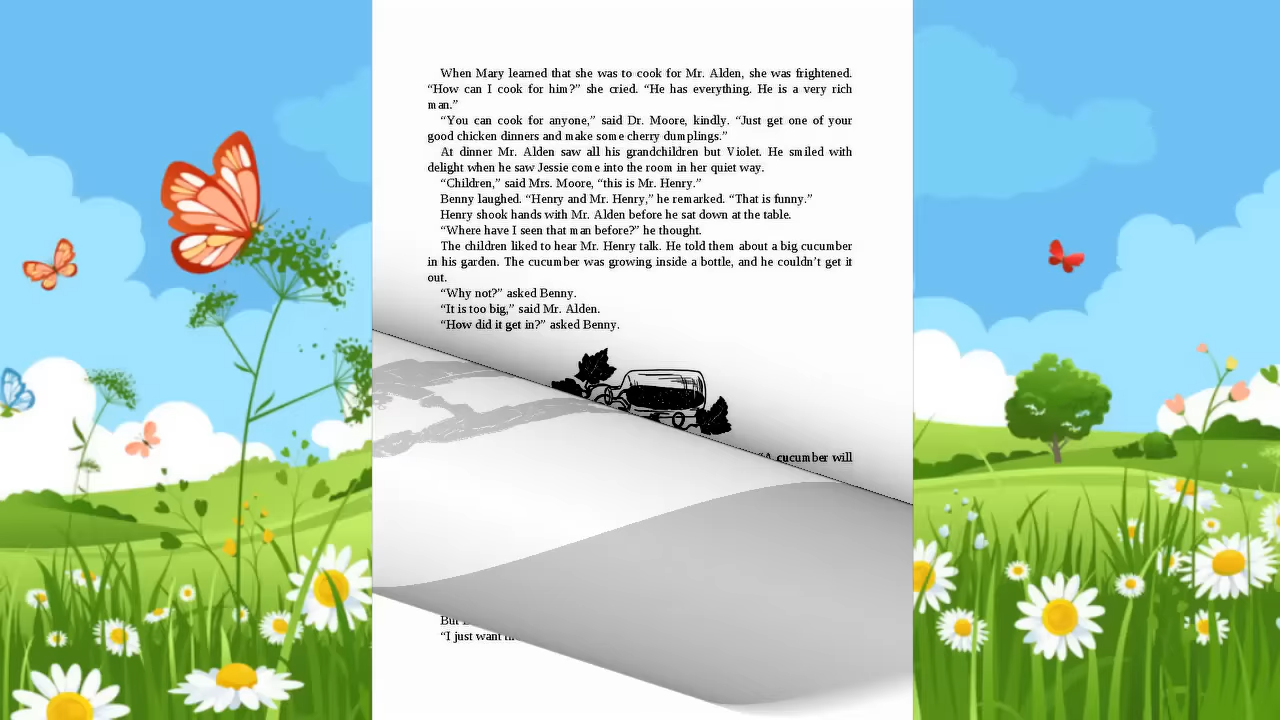 When Mary learned that she was to cook for Mr. Alden, she was frightened.
“How can I cook for him?” she cried. “He has everything. He is a very rich
man.”
“You can cook for anyone,” said Dr. Moore, kindly. “Just get one of your
good chicken dinners and make some cherry dumplings.”
At dinner Mr. Alden saw all his grandchildren but Violet. He smiled with
delight when he saw Jessie come into the room in her quiet way.
“Children,” said Mrs. Moore, “this is Mr. Henry.”
Benny laughed. “Henry and Mr. Henry,” he remarked. “That is funny.”
Henry shook hands with Mr. Alden before he sat down at the table.
“Where have I seen that man before?” he thought.
The children liked to hear Mr. Henry talk. He told them about a big cucumber
in his garden. The cucumber was growing inside a bottle, and he couldn’t get it
out.
“Why not?” asked Benny.
“It is too big,” said Mr. Alden.
“How did it get in?” asked Benny.
“A cucumber will
But
“I just want